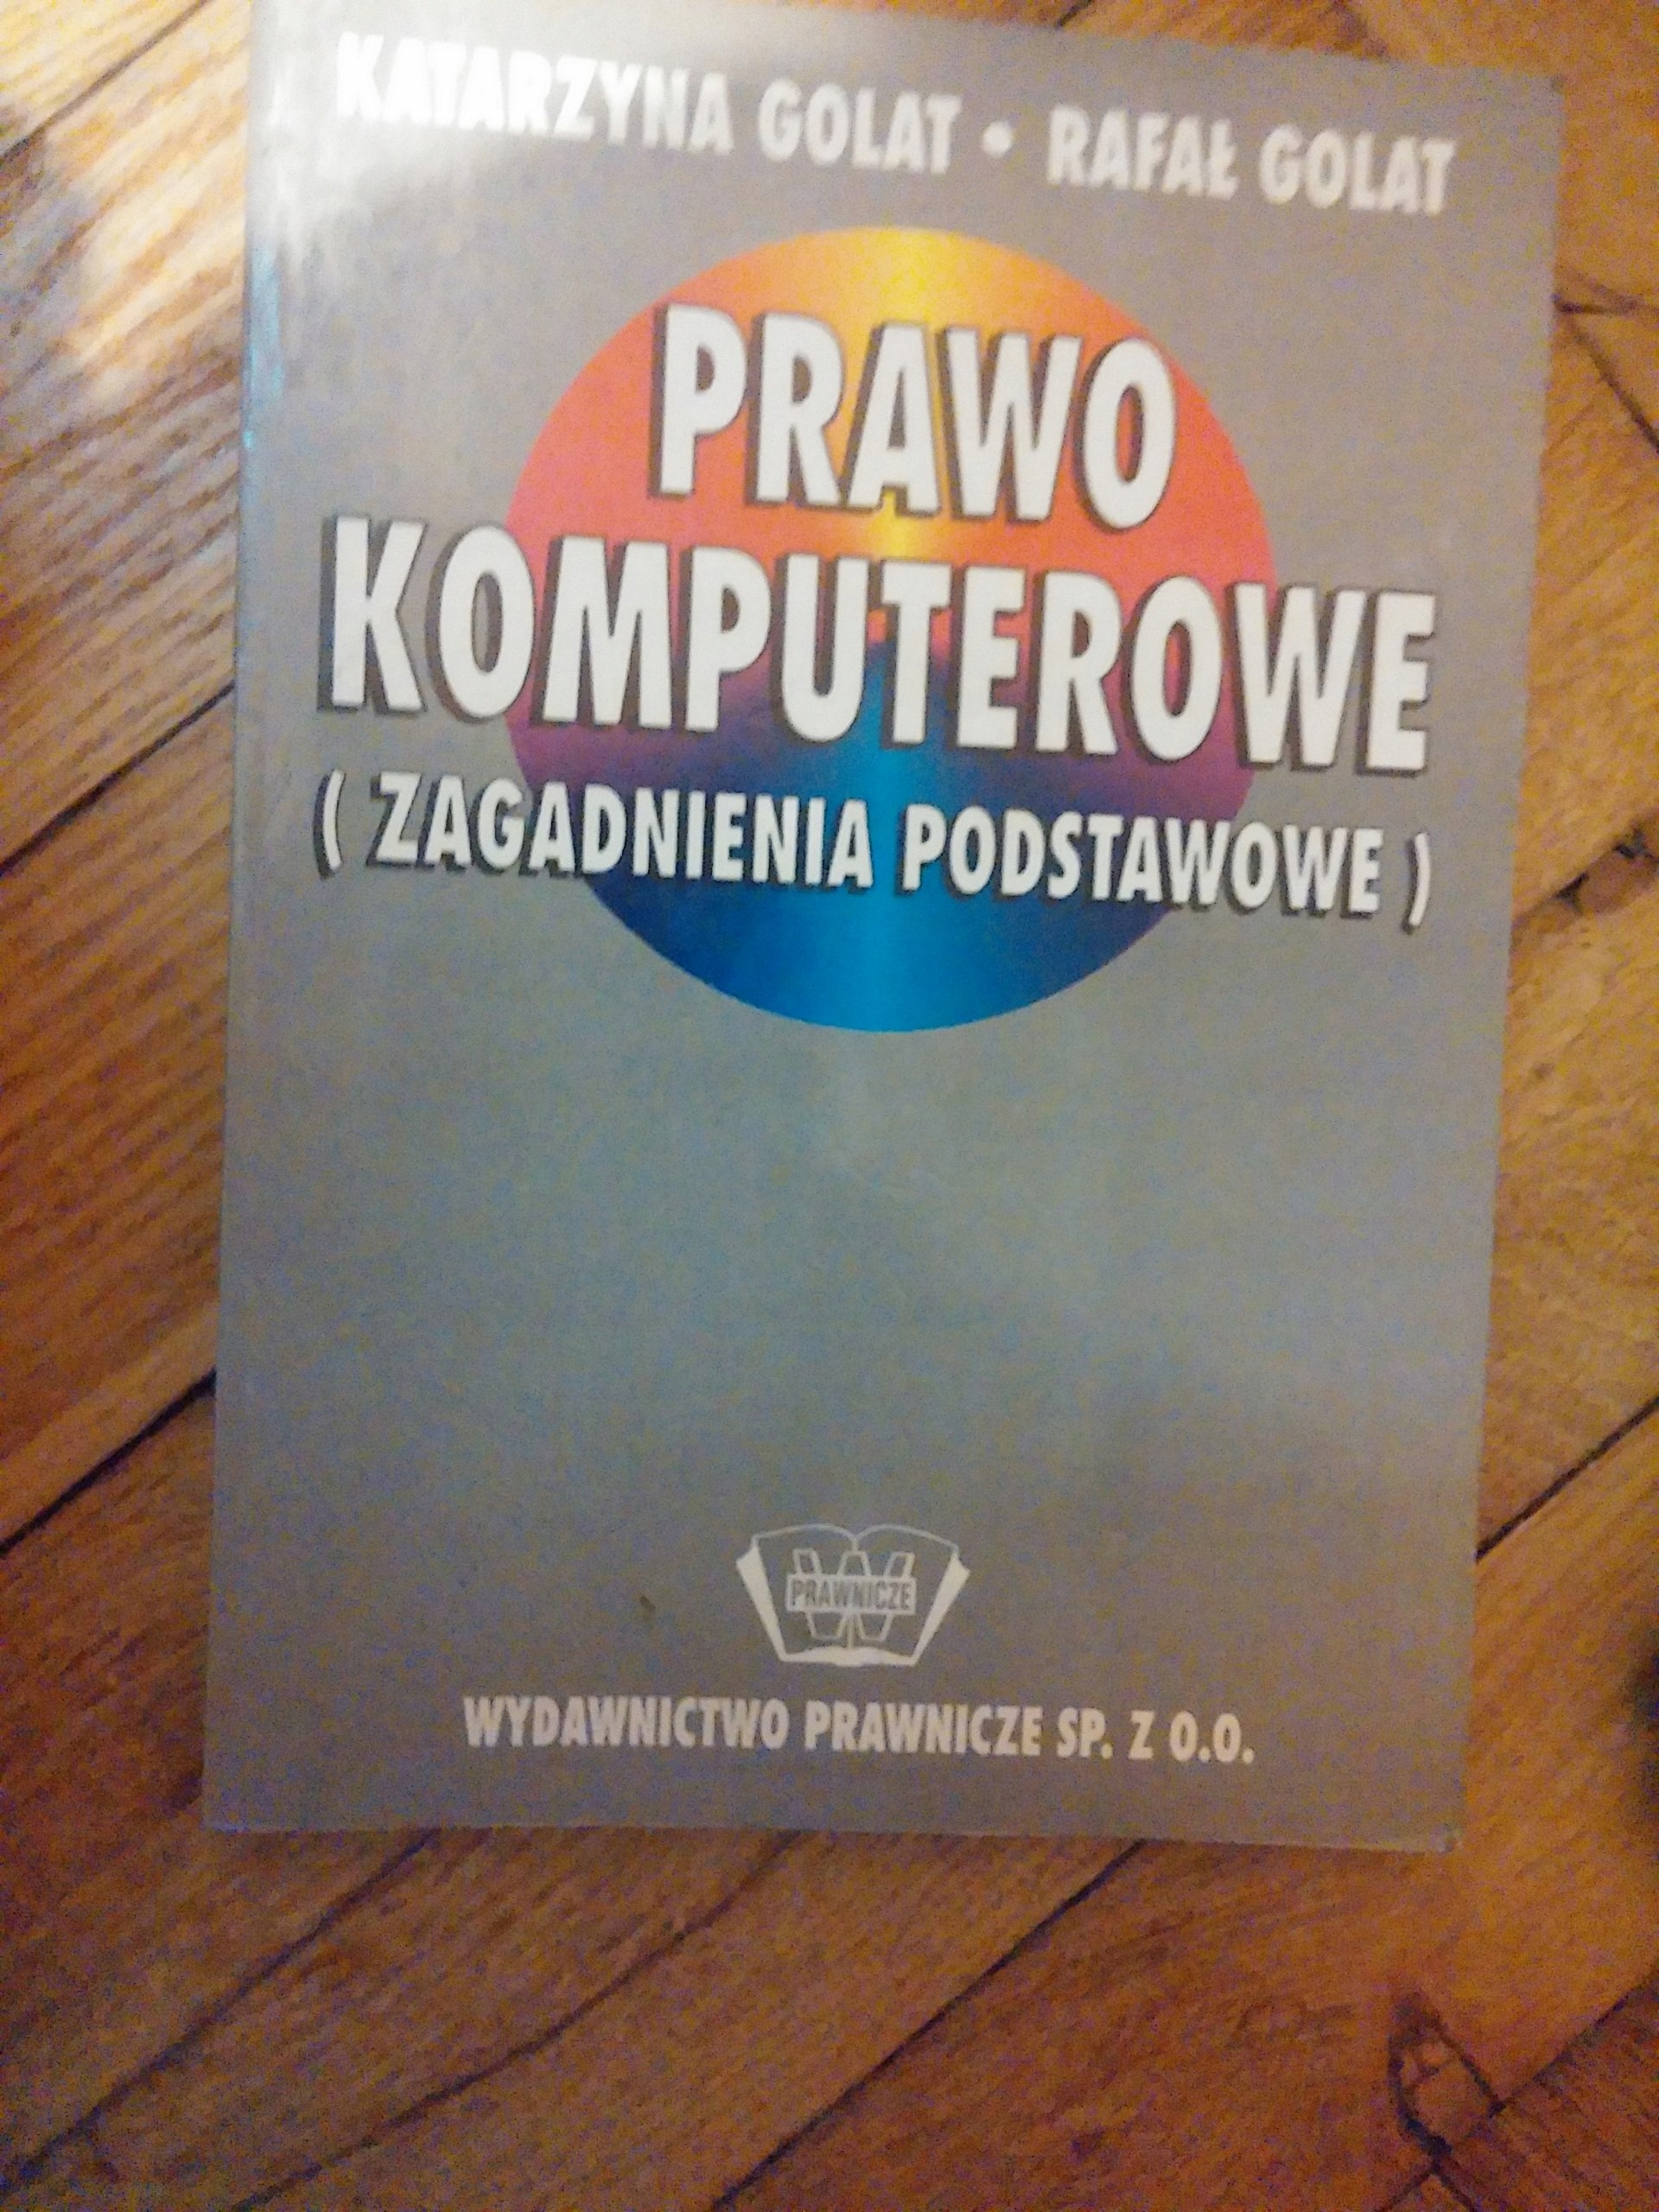 KATARZYNA GOLAT • RAFAŁ GOLAT
PRAWO
KOMPUTEROWE
( ZAGADNIENIA PODSTAWOWE )
W
PRAWNICZE
WYDAWNICTWO PRAWNICZE SP. Z O.O.